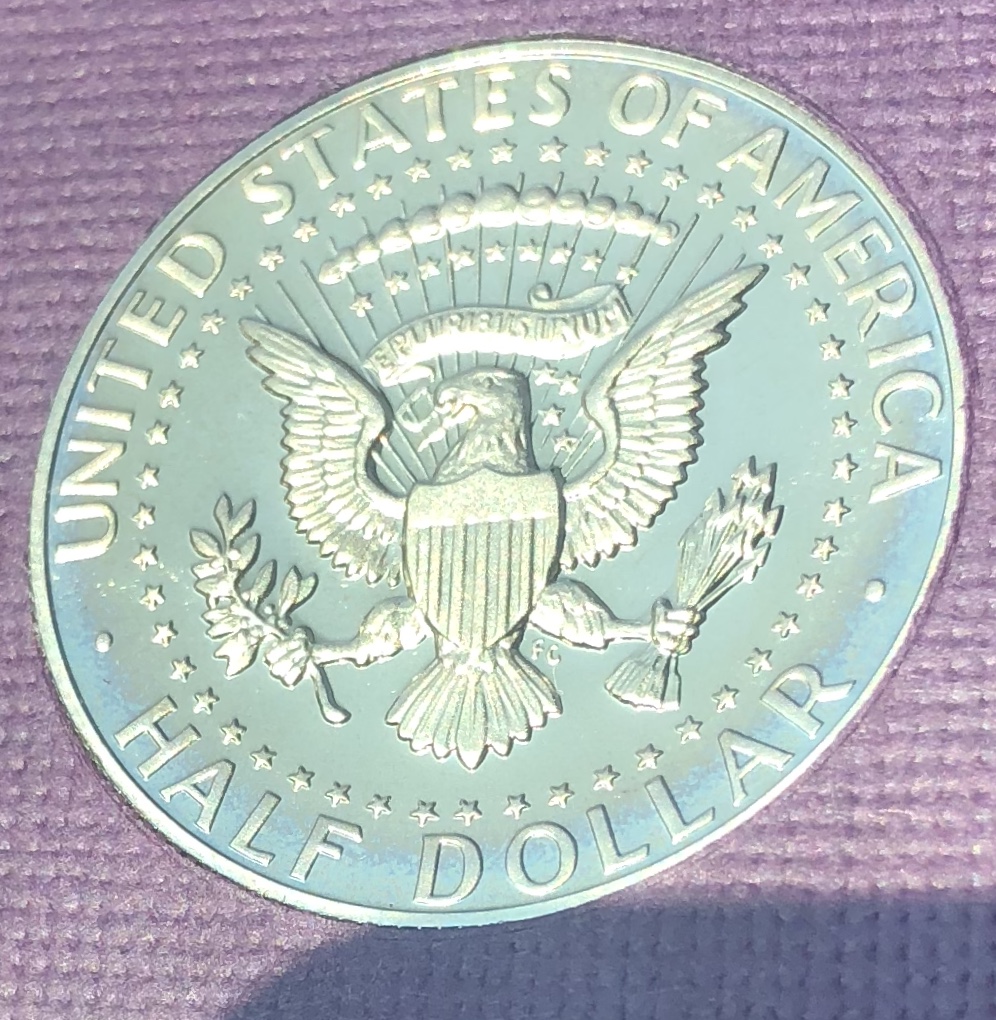 UNITED STATES OF AMERICA
E PLURIBUS UNUM
FG
HALF DOLLAR